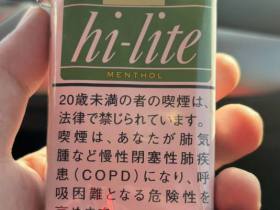 hi-lite
MENTHOL
20歳未満の者の喫煙は、
法律で禁じられています。
喫煙は、あなたが肺気
腫など慢性閉塞性肺疾
患(COPD)になり、呼
吸困難となる危険性を